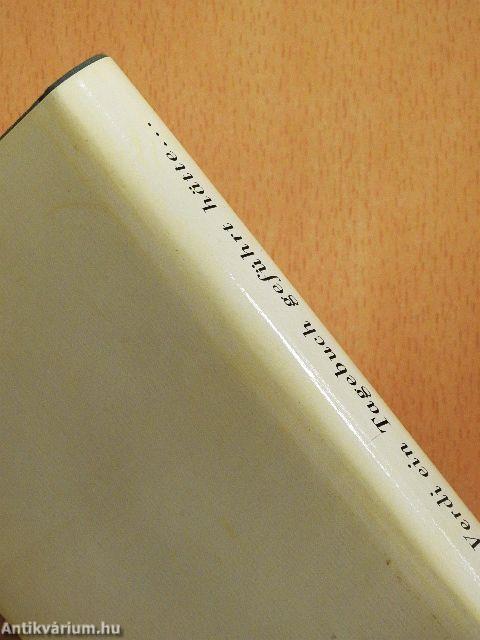 Verdi ein Tagebuch geführt hätte...
Antikvárium.hu